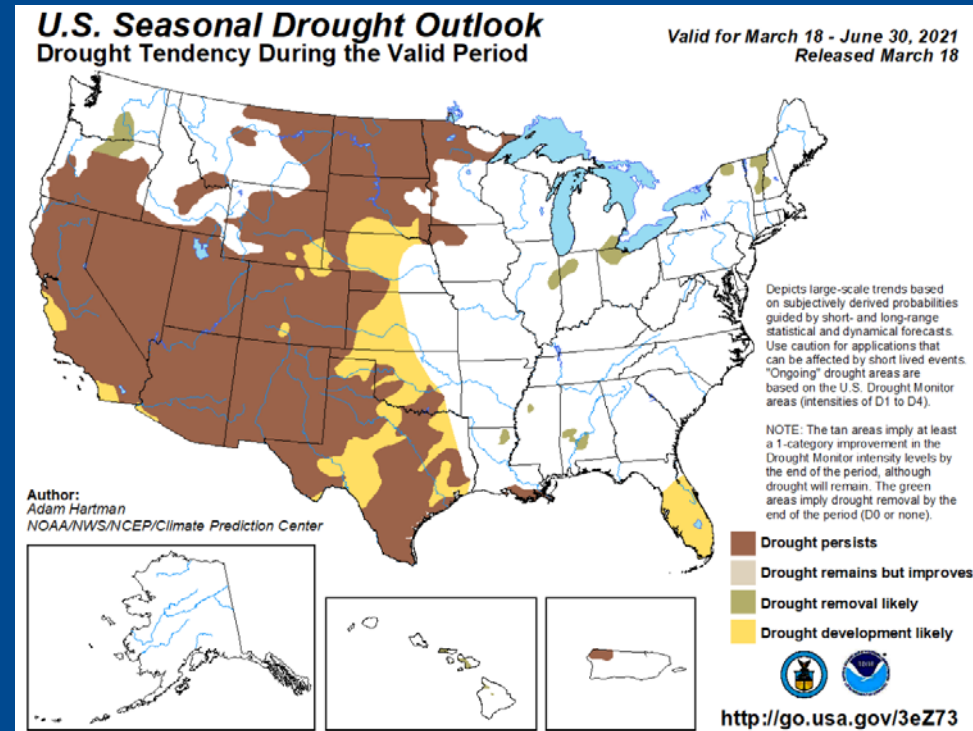 U.S. Seasonal Drought Outlook
Drought Tendency During the Valid Period
Valid for March 18 - June 30, 2021
Released March 18
Depicts large-scale trends based
on subjectively derived probabilities
guided by short- and long-range
statistical and dynamical forecasts.
Use caution for applications that
can be affected by short lived events.
"Ongoing" drought areas are
based on the U.S. Drought Monitor
areas (intensities of D1 to D4).
NOTE: The tan areas imply at least
a 1-category improvement in the
Drought Monitor intensity levels by
the end of the period, although
drought will remain. The green
areas imply drought removal by the
end of the period (D0 or none).
Author:
Adam Hartman
NOAA/NWS/NCEP/Climate Prediction Center
Drought persists
Drought remains but improves
Drought removal likely
Drought development likely
http://go.usa.gov/3eZ73